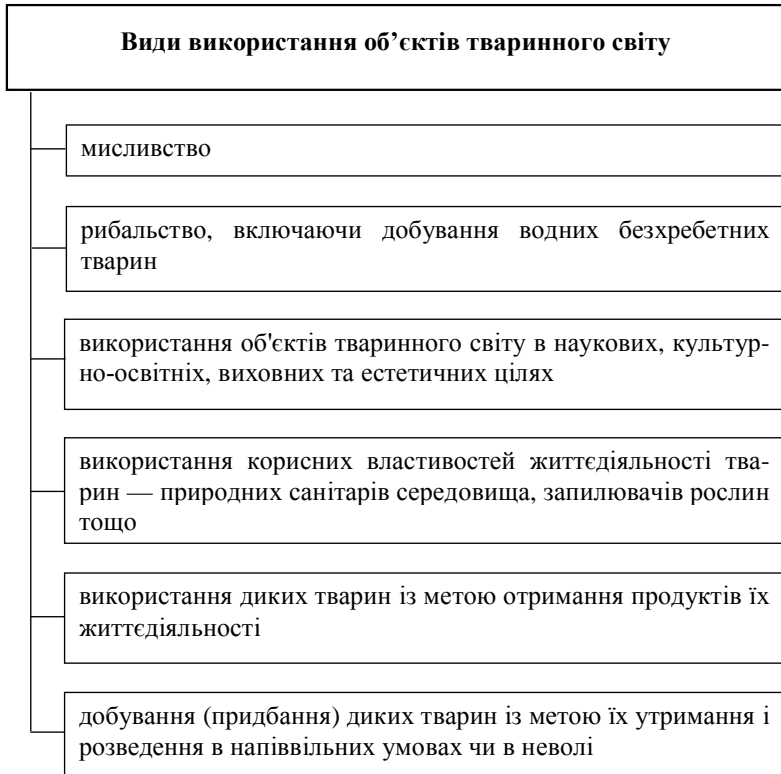 Види використання об’єктів тваринного світу
мисливство
рибальство, включаючи добування водних безхребетних
тварин
використання об'єктів тваринного світу в наукових, культур-
но-освітніх, виховних та естетичних цілях
використання корисних властивостей життєдіяльності тва-
рин — природних санітарів середовища, запилювачів рослин
тощо
використання диких тварин із метою отримання продуктів їх
життєдіяльності
добування (придбання) диких тварин із метою їх утримання і
розведення в напіввільних умовах чи в неволі